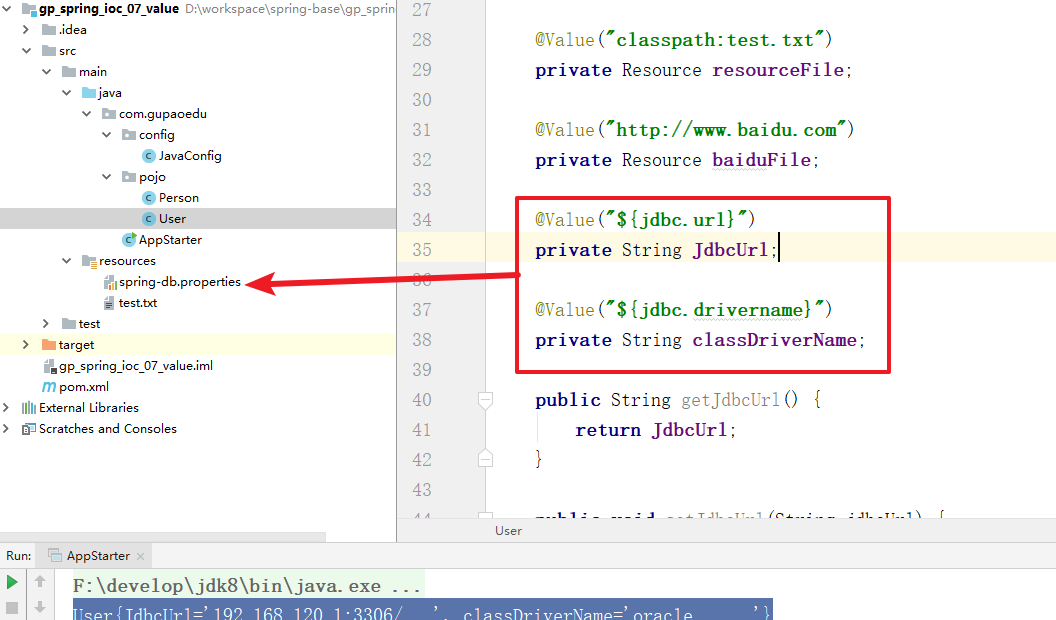 gp_spring_ioc_07_value D:\workspace\spring-base\gp_sprin
.idea
src
main
java
com.gupaoedu
config
JavaConfig
pojo
Person
User
AppStarter
resources
spring-db.properties
test.txt
test
target
gp_spring_ioc_07_value.iml
pom.xml
External Libraries
Scratches and Consoles
27
28 @Value("classpath:test.txt")
29 private Resource resourceFile;
30
31 @Value("http://www.baidu.com")
32 private Resource baiduFile;
33
34 @Value("${jdbc.url}")
35 private String JdbcUrl;
36
37 @Value("${jdbc.drivername}")
38 private String classDriverName;
39
40 public String getJdbcUrl() {
41 return JdbcUrl;
42 }
43
44 public void setJdbcUrl(String jdbcUrl) {
User
Run: AppStarter
F:\develop\jdk8\bin\java.exe ...
User{JdbcUrl='192.168.120.1:3306/...', classDriverName='oracle......'}